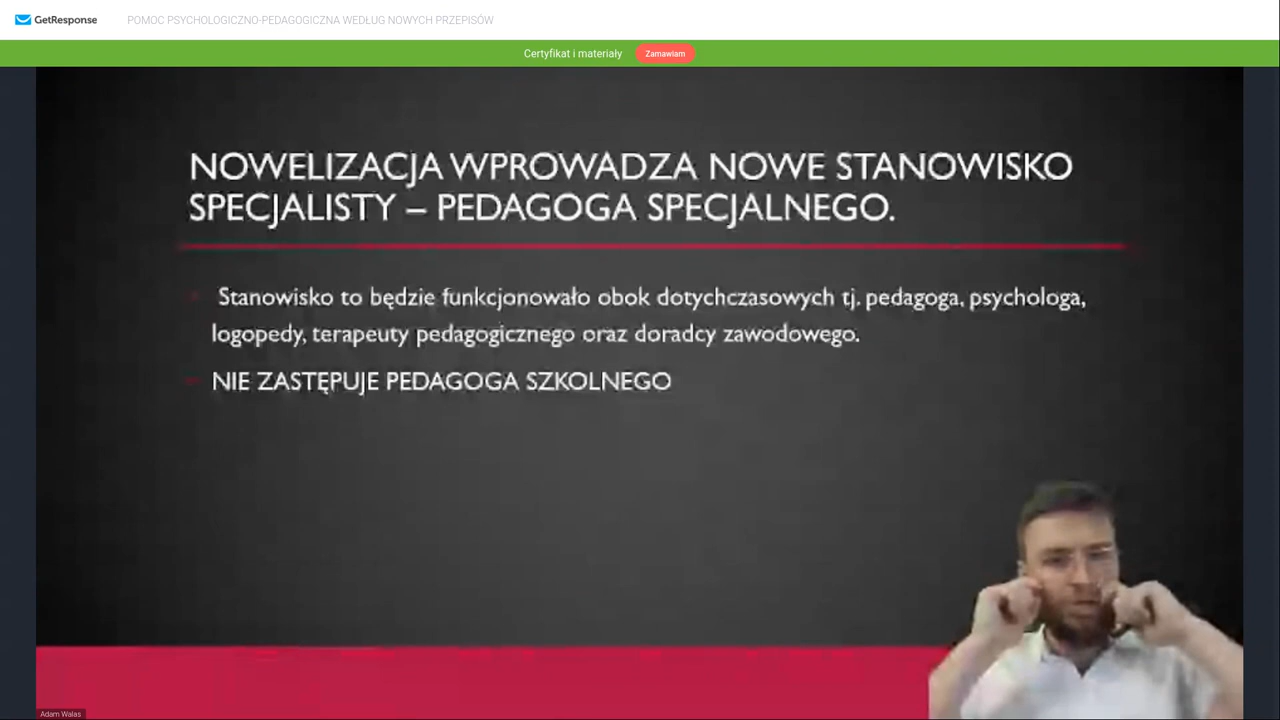 GetResponse
POMOC PSYCHOLOGICZNO-PEDAGOGICZNA WEDŁUG NOWYCH PRZEPISÓW
Certyfikat i materiały
Zamawiam
NOWELIZACJA WPROWADZA NOWE STANOWISKO
SPECJALISTY – PEDAGOGA SPECJALNEGO.
Stanowisko to będzie funkcjonowało obok dotychczasowych tj. pedagoga, psychologa,
logopedy, terapeuty pedagogicznego oraz doradcy zawodowego.
NIE ZASTĘPUJE PEDAGOGA SZKOLNEGO
Adam Walas